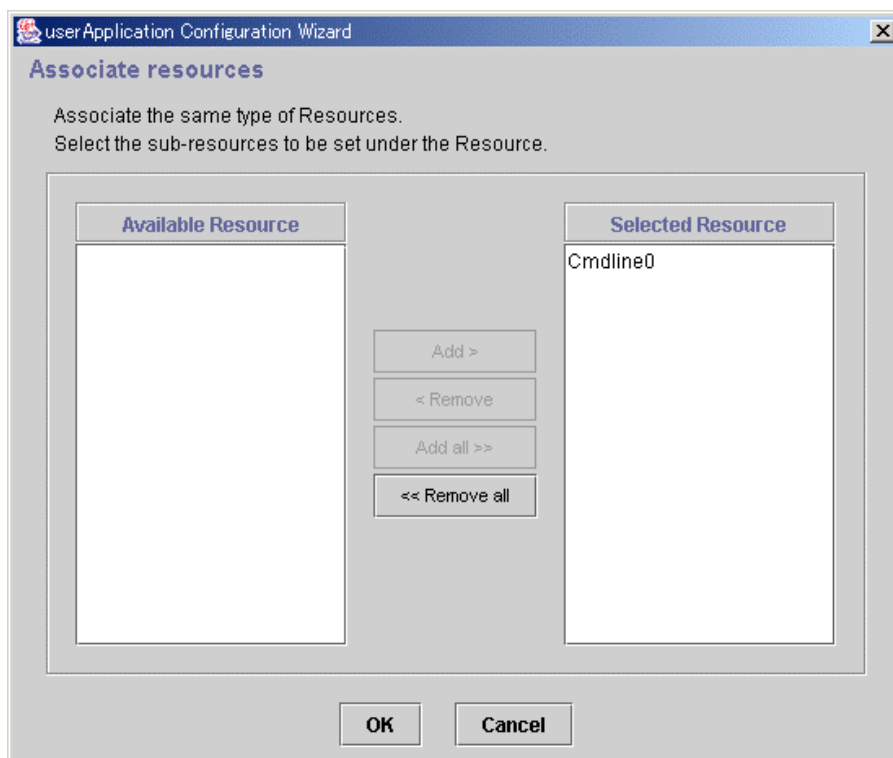 userApplication Configuration Wizard
Associate resources
Associate the same type of Resources.
Select the sub-resources to be set under the Resource.
Available Resource
Selected Resource
Cmdline0
Add >
< Remove
Add all >>
<< Remove all
OK
Cancel